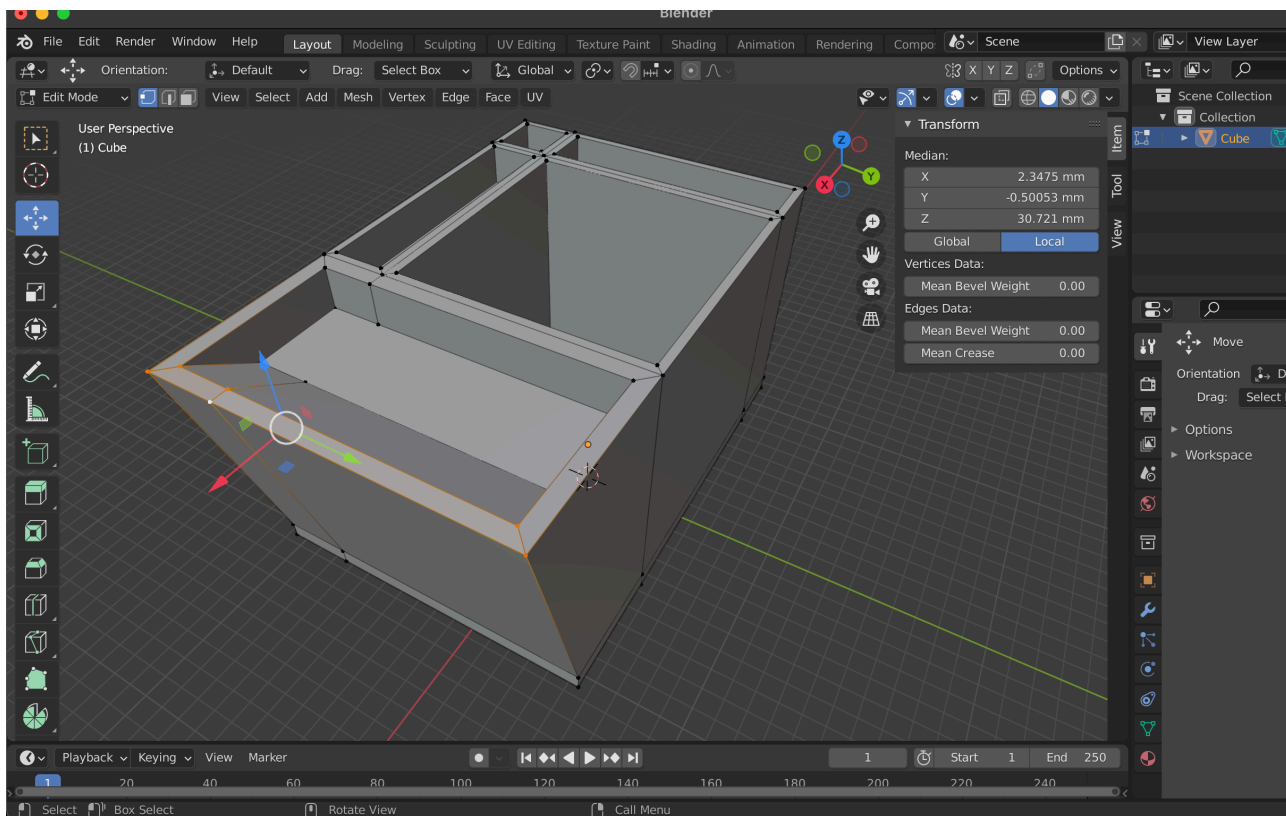 Blender
File Edit Render Window Help Layout Modeling Sculpting UV Editing Texture Paint Shading Animation Rendering Compo Scene View Layer
Orientation: Default Drag: Select Box Global X Y Z Options
Edit Mode View Select Add Mesh Vertex Edge Face UV
Scene Collection
Collection
Cube
User Perspective
(1) Cube
Z
Y
X
Transform
Median:
X 2.3475 mm
Y -0.50053 mm
Z 30.721 mm
Global Local
Vertices Data:
Mean Bevel Weight 0.00
Edges Data:
Mean Bevel Weight 0.00
Mean Crease 0.00
Item
Tool
View
Move
Orientation D
Drag: Select
Options
Workspace
Playback Keying View Marker 1 Start 1 End 250
1 20 40 60 80 100 120 140 160 180 200 220 240
Select Box Select Rotate View Call Menu